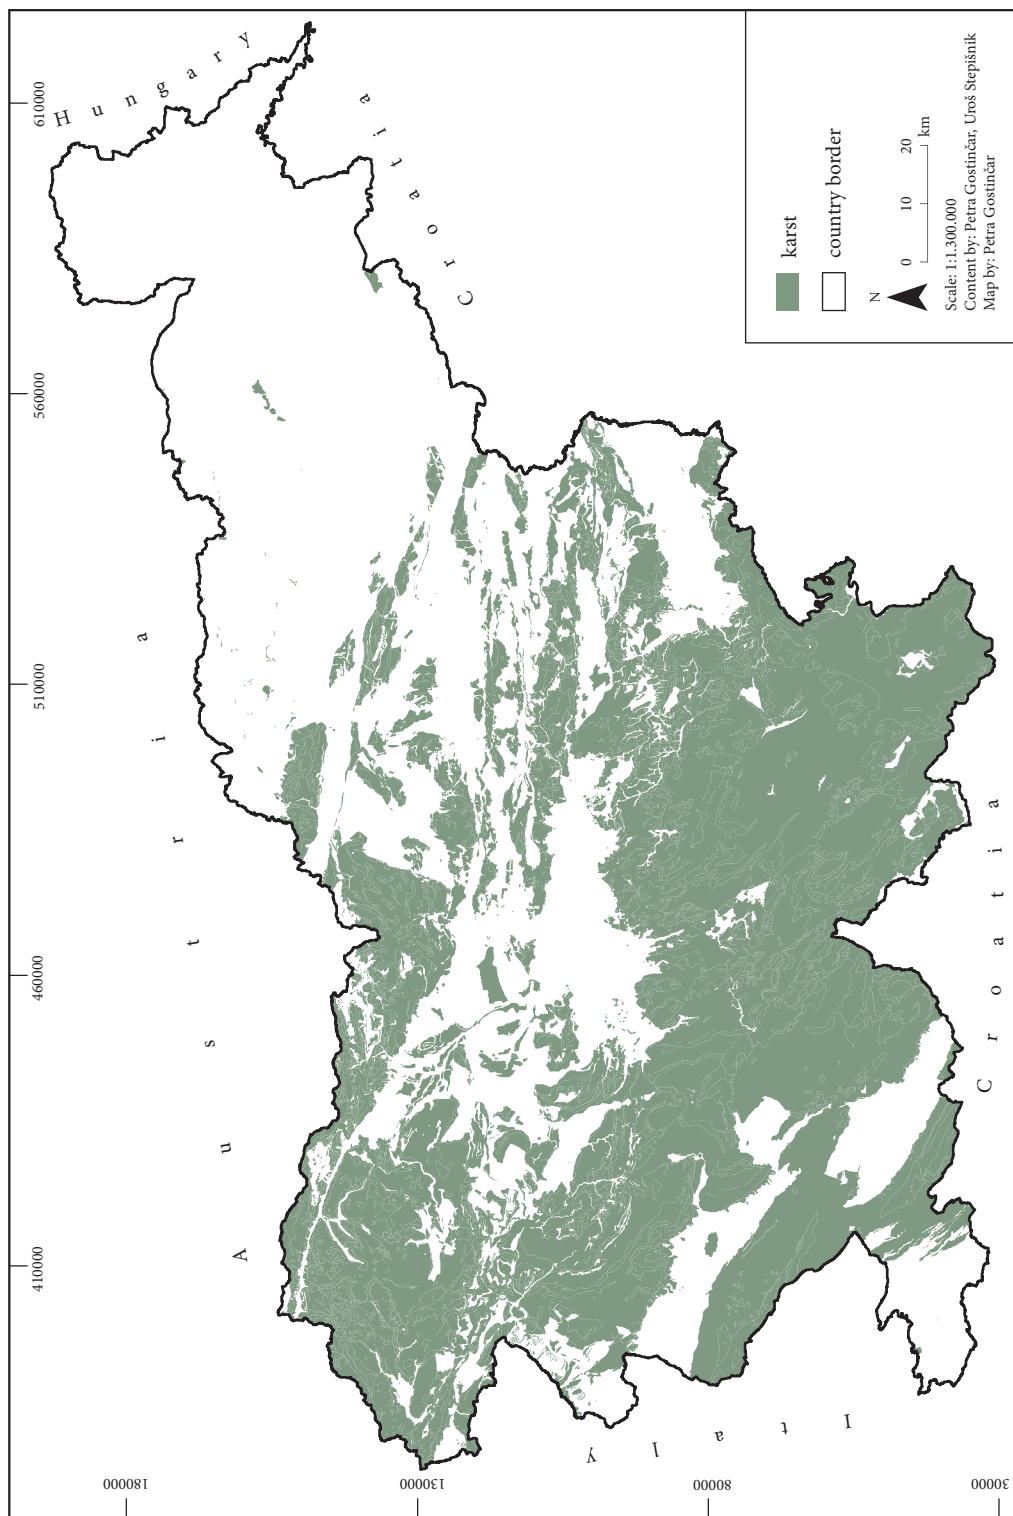 Hungary
Croatia
Austria
Italy
Croatia
610000
560000
510000
460000
410000
180000
130000
80000
30000
karst
country border
N
0 10 20
km
Scale: 1:1.300.000
Content by: Petra Gostinčar, Uroš Stepišnik
Map by: Petra Gostinčar